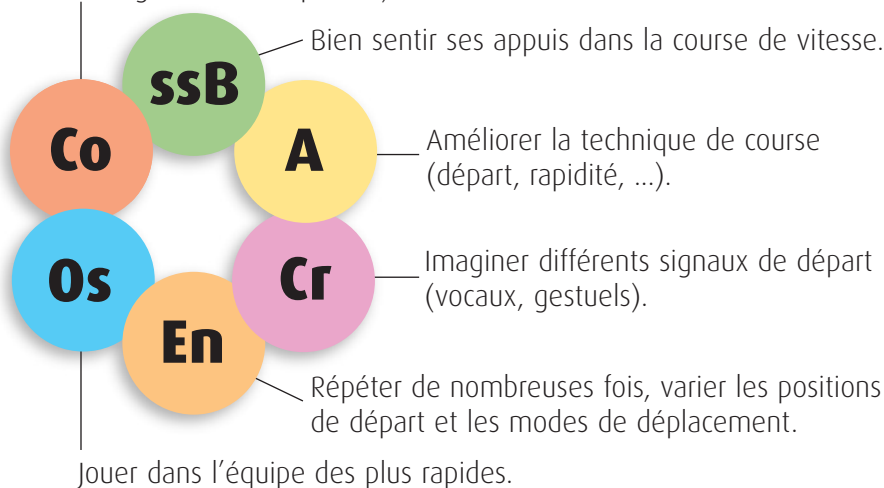 Bien sentir ses appuis dans la course de vitesse.
ssB
Co
A
Améliorer la technique de course
(départ, rapidité, ...).
Os
Cr
Imaginer différents signaux de départ
(vocaux, gestuels).
En
Répéter de nombreuses fois, varier les positions
de départ et les modes de déplacement.
Jouer dans l'équipe des plus rapides.